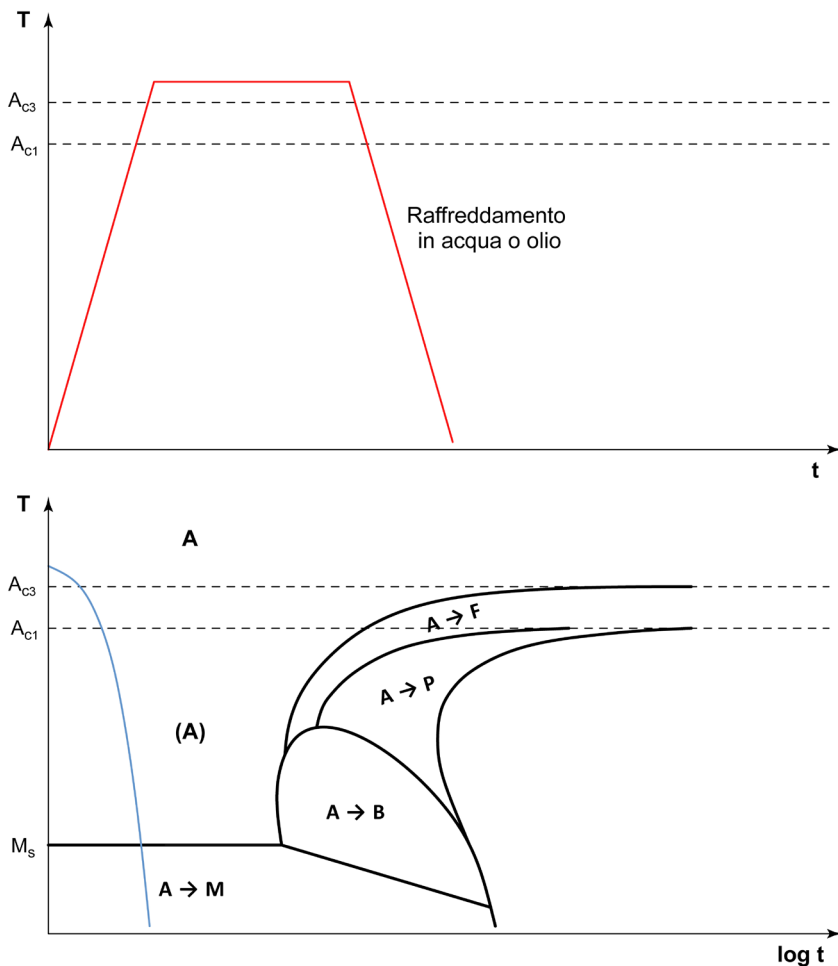 T
Ac3
Ac1
Raffreddamento
in acqua o olio
t
T
A
Ac3
A → F
Ac1
A → P
(A)
A → B
Ms
A → M
log t